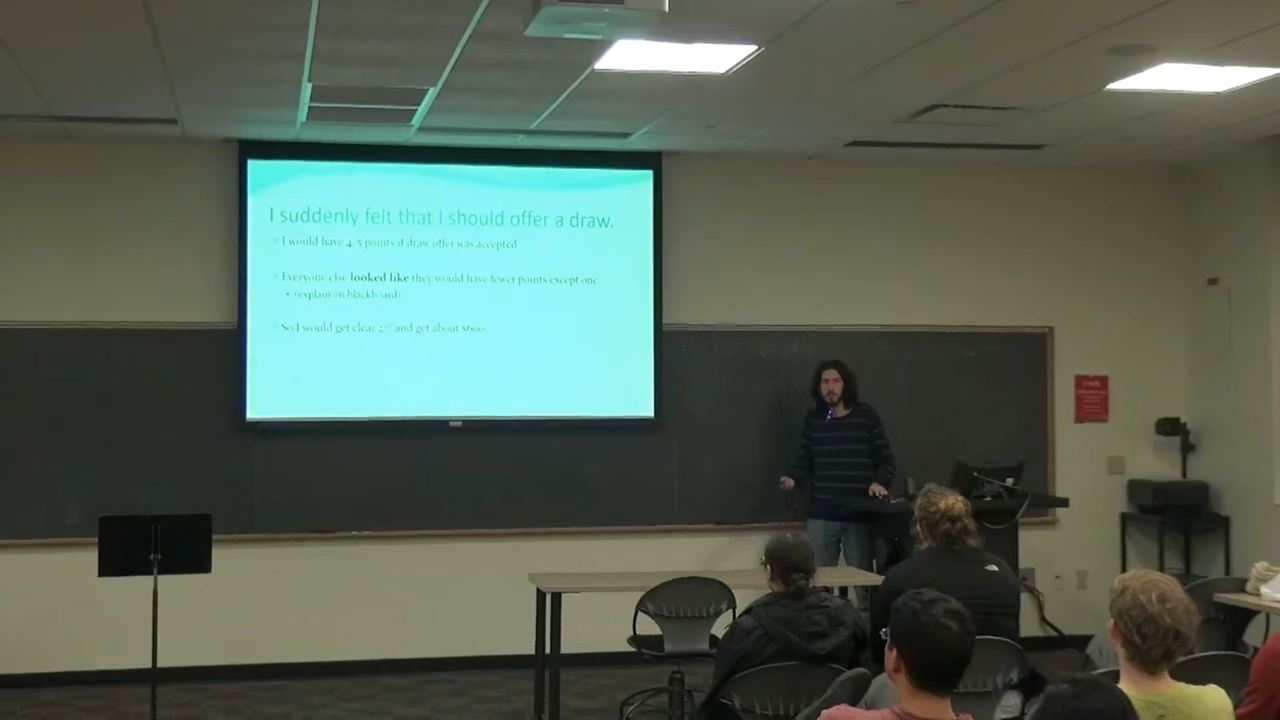 I suddenly felt that I should offer a draw.
I would have 4.5 points if draw offer was accepted
Everyone else looked like they would have fewer points except one
(explain on blackboard)
So I would get clear 2nd and get about $600